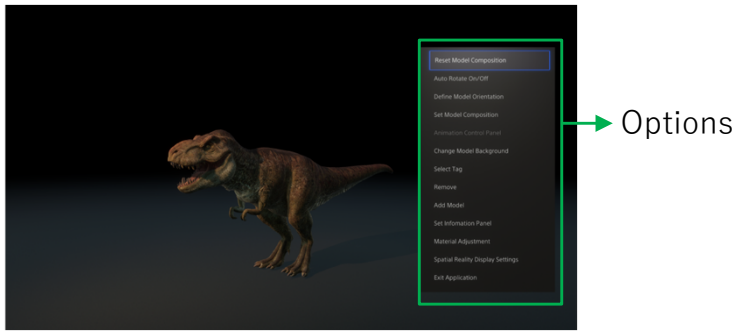 Reset Model Composition
Auto Rotate On/Off
Define Model Orientation
Set Model Composition
Animation Control Panel
Change Model Background
Select Tag
Remove
Add Model
Set Infomation Panel
Material Adjustment
Spatial Reality Display Settings
Exit Application
Options